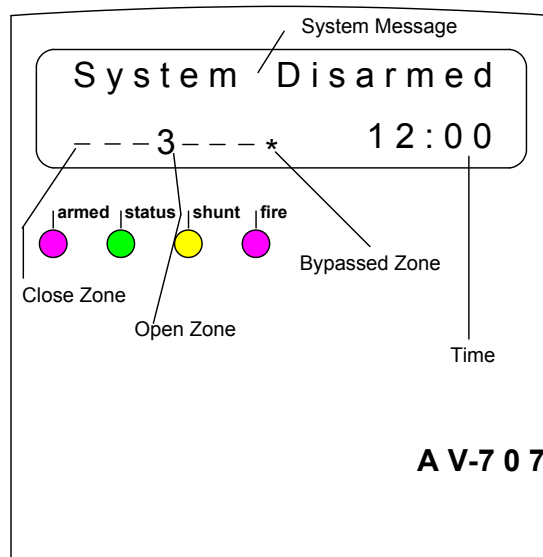 System Message
System Disarmed
– – – 3 – – – – * 12:00
armed status shunt fire
Bypassed Zone
Close Zone
Open Zone
Time
A V-7 0 7